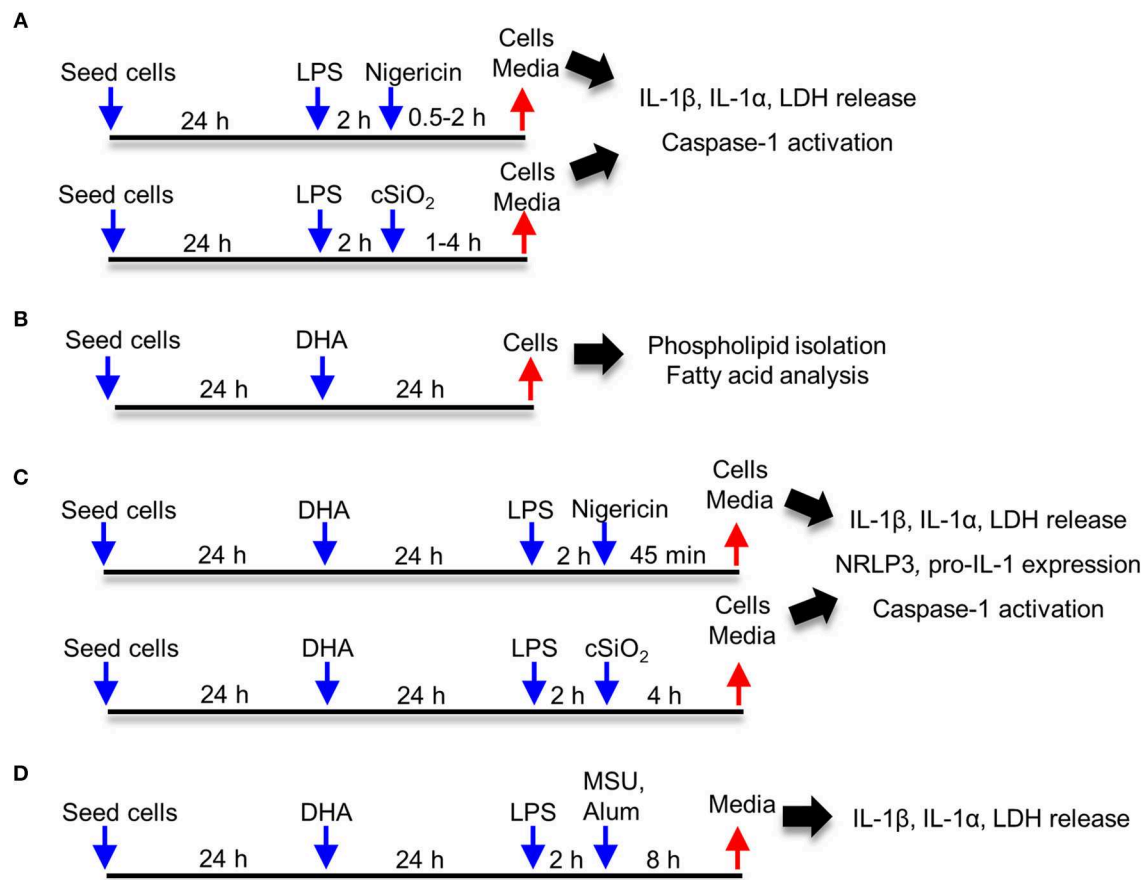 A
Cells
Media
Seed cells
LPS
Nigericin
24 h
2 h
0.5-2 h
IL-1β, IL-1α, LDH release
Caspase-1 activation
Cells
Media
Seed cells
LPS
cSiO₂
24 h
2 h
1-4 h
B
Seed cells
DHA
Cells
24 h
24 h
Phospholipid isolation
Fatty acid analysis
C
Cells
Media
Seed cells
DHA
LPS
Nigericin
24 h
24 h
2 h
45 min
IL-1β, IL-1α, LDH release
NRLP3, pro-IL-1 expression
Caspase-1 activation
Cells
Media
Seed cells
DHA
LPS
cSiO₂
24 h
24 h
2 h
4 h
D
Seed cells
DHA
LPS
MSU,
Alum
Media
24 h
24 h
2 h
8 h
IL-1β, IL-1α, LDH release